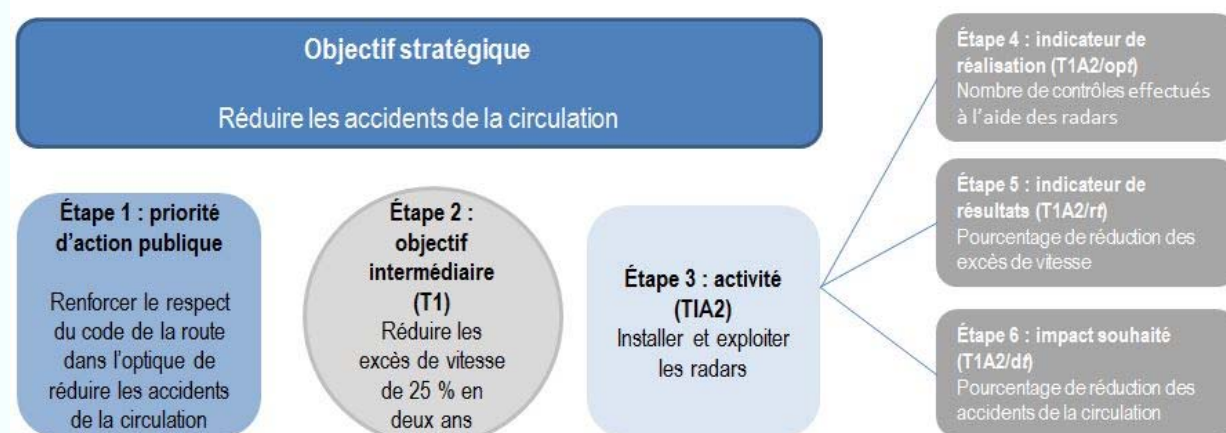 Objectif stratégique
Réduire les accidents de la circulation
Étape 1 : priorité
d'action publique
Renforcer le respect
du code de la route
dans l'optique de
réduire les accidents
de la circulation
Étape 2 :
objectif
intermédiaire
(T1)
Réduire les
excès de vitesse
de 25 % en
deux ans
Étape 3 : activité
(TIA2)
Installer et exploiter
les radars
Étape 4 : indicateur de
réalisation (T1A2/opt)
Nombre de contrôles effectués
à l'aide des radars
Étape 5 : indicateur de
résultats (T1A2/rt)
Pourcentage de réduction des
excès de vitesse
Étape 6 : impact souhaité
(T1A2/dt)
Pourcentage de réduction des
accidents de la circulation